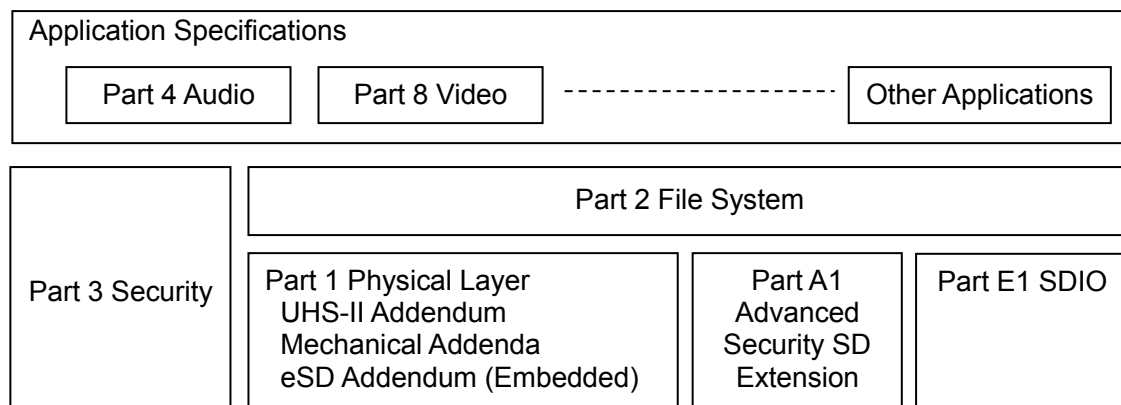 Application Specifications
Part 4 Audio
Part 8 Video
Other Applications
Part 3 Security
Part 2 File System
Part 1 Physical Layer
UHS-II Addendum
Mechanical Addenda
eSD Addendum (Embedded)
Part A1
Advanced
Security SD
Extension
Part E1 SDIO